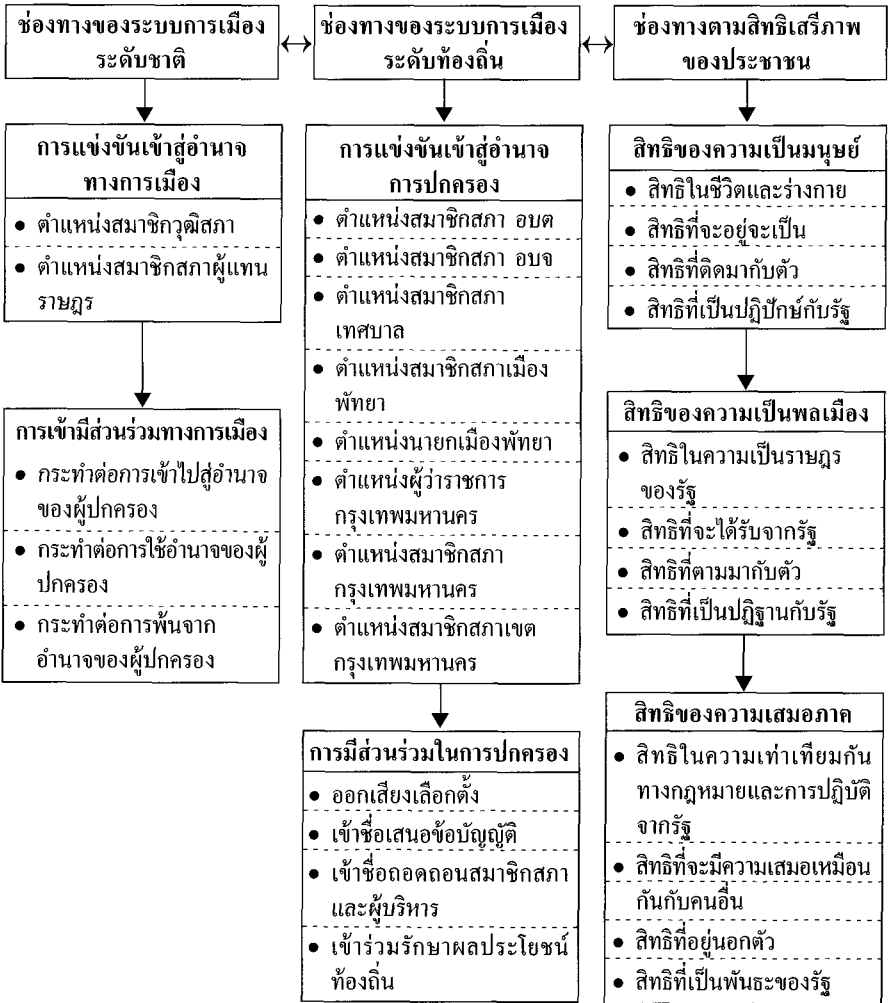 ช่องทางของระบบการเมือง
ระดับชาติ
การแข่งขันเข้าสู่อำนาจ
ทางการเมือง
● ตำแหน่งสมาชิกวุฒิสภา
● ตำแหน่งสมาชิกสภาผู้แทน
ราษฎร
การเข้ามีส่วนร่วมทางการเมือง
● กระทำต่อการเข้าไปสู่อำนาจ
ของผู้ปกครอง
● กระทำต่อการใช้อำนาจของผู้
ปกครอง
● กระทำต่อการพ้นจาก
อำนาจของผู้ปกครอง
ช่องทางของระบบการเมือง
ระดับท้องถิ่น
การแข่งขันเข้าสู่อำนาจ
การปกครอง
● ตำแหน่งสมาชิกสภา อบต
● ตำแหน่งสมาชิกสภา อบจ
● ตำแหน่งสมาชิกสภา
เทศบาล
● ตำแหน่งสมาชิกสภาเมือง
พัทยา
● ตำแหน่งนายกเมืองพัทยา
● ตำแหน่งผู้ว่าราชการ
กรุงเทพมหานคร
● ตำแหน่งสมาชิกสภา
กรุงเทพมหานคร
● ตำแหน่งสมาชิกสภาเขต
กรุงเทพมหานคร
การมีส่วนร่วมในการปกครอง
● ออกเสียงเลือกตั้ง
● เข้าชื่อเสนอข้อบัญญัติ
● เข้าชื่อถอดถอนสมาชิกสภา
และผู้บริหาร
● เข้าร่วมรักษาผลประโยชน์
ท้องถิ่น
ช่องทางตามสิทธิเสรีภาพ
ของประชาชน
สิทธิของความเป็นมนุษย์
● สิทธิในชีวิตและร่างกาย
● สิทธิที่จะอยู่จะเป็น
● สิทธิที่ติดมากับตัว
● สิทธิที่เป็นปฏิปักษ์กับรัฐ
สิทธิของความเป็นพลเมือง
● สิทธิในความเป็นราษฎร
ของรัฐ
● สิทธิที่จะได้รับจากรัฐ
● สิทธิที่ตามมากับตัว
● สิทธิที่เป็นปฏิฐานกับรัฐ
สิทธิของความเสมอภาค
● สิทธิในความเท่าเทียมกัน
ทางกฎหมายและการปฏิบัติ
จากรัฐ
● สิทธิที่จะมีความเสมอเหมือน
กันกับคนอื่น
● สิทธิที่อยู่นอกตัว
● สิทธิที่เป็นพันธะของรัฐ